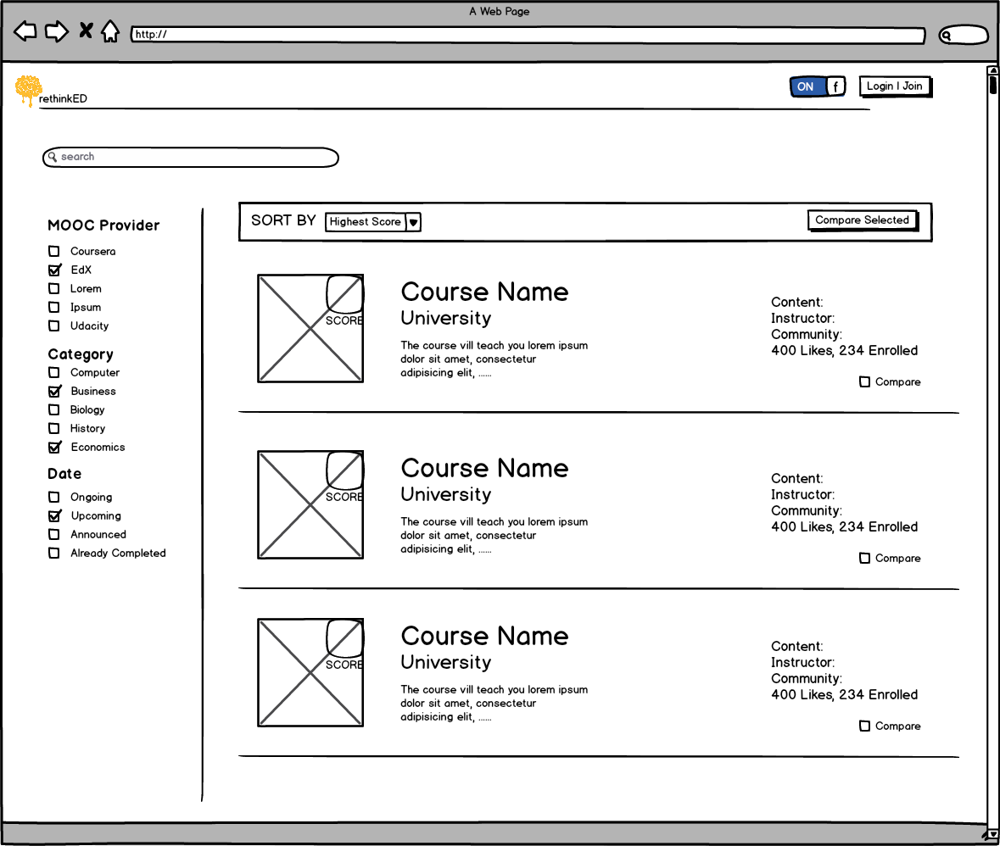 A Web Page
http://
rethinkED
ON f
Login | Join
search
MOOC Provider
Coursera
EdX
Lorem
Ipsum
Udacity
Category
Computer
Business
Biology
History
Economics
Date
Ongoing
Upcoming
Announced
Already Completed
SORT BY Highest Score Compare Selected
SCORE
Course Name
University
The course vill teach you lorem ipsum
dolor sit amet, consectetur
adipisicing elit, ......
Content:
Instructor:
Community:
400 Likes, 234 Enrolled
Compare
SCORE
Course Name
University
The course vill teach you lorem ipsum
dolor sit amet, consectetur
adipisicing elit, ......
Content:
Instructor:
Community:
400 Likes, 234 Enrolled
Compare
SCORE
Course Name
University
The course vill teach you lorem ipsum
dolor sit amet, consectetur
adipisicing elit, ......
Content:
Instructor:
Community:
400 Likes, 234 Enrolled
Compare